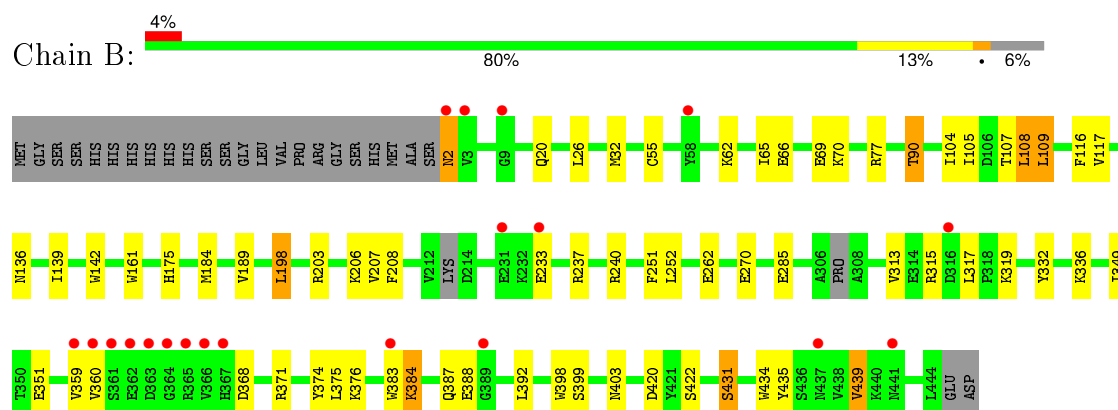 4%
Chain B:
80% 13% • 6%
MET GLY SER SER HIS HIS HIS HIS HIS HIS SER SER GLY LEU VAL PRO ARG GLY SER HIS MET ALA SER N2 V3 G9 Q20 L26 M32 C55 Y58 K62 I65 E66 E69 K70 R77 T90 I104 I105 D106 T107 L108 L109 F116 V117
N136 I139 W142 W161 H175 M184 V189 L198 R203 K206 V207 F208 V212 LYS D214 E231 K232 E233 R237 R240 F251 L252 E262 E270 E285 A306 PRO A308 V313 E314 R315 D316 L317 P318 K319 Y332 K336
T350 E351 V359 V360 S361 E362 D363 G364 R365 V366 H367 D368 R371 Y374 L375 K376 W383 K384 Q387 E388 G389 L392 W398 S399 N403 D420 Y421 S422 S431 W434 Y435 S436 N437 V438 V439 K440 N441 L444 GLU ASP